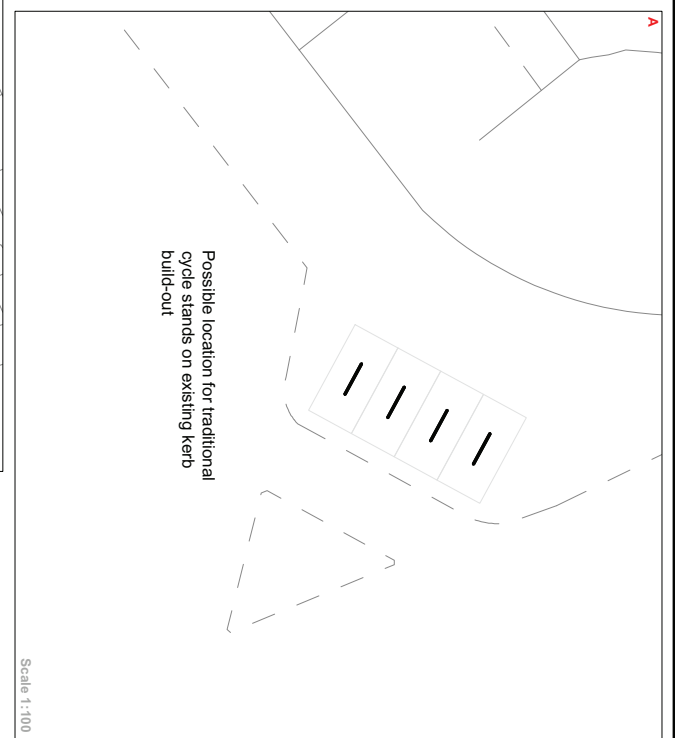 A
Possible location for traditional
cycle stands on existing kerb
build-out
Scale 1:100